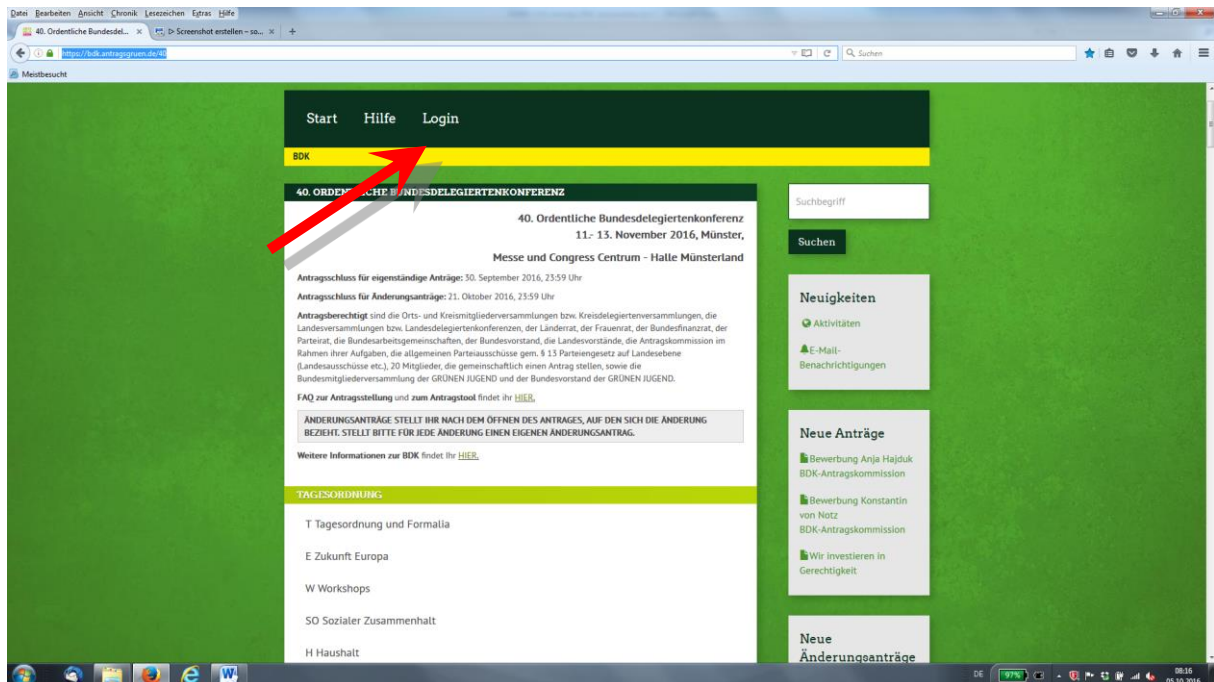 Datei Bearbeiten Ansicht Chronik Lesezeichen Extras Hilfe
40. Ordentliche Bundesdel... × ▷ Screenshot erstellen – so... × +
https://bdk.antragsgruen.de/40
Suchen
Meistbesucht
Start Hilfe Login
BDK
40. ORDENTLICHE BUNDESDELEGIERTENKONFERENZ
40. Ordentliche Bundesdelegiertenkonferenz
11.- 13. November 2016, Münster,
Messe und Congress Centrum - Halle Münsterland
Antragsschluss für eigenständige Anträge: 30. September 2016, 23:59 Uhr
Antragsschluss für Änderungsanträge: 21. Oktober 2016, 23:59 Uhr
Antragsberechtigt sind die Orts- und Kreismitgliederversammlungen bzw. Kreisdelegiertenversammlungen, die
Landesversammlungen bzw. Landesdelegiertenkonferenzen, der Länderrat, der Frauenrat, der Bundesfinanzrat, der
Parteirat, die Bundesarbeitsgemeinschaften, der Bundesvorstand, die Landesvorstände, die Antragskommission im
Rahmen ihrer Aufgaben, die allgemeinen Parteiausschüsse gem. § 13 Parteiengesetz auf Landesebene
(Landesausschüsse etc.), 20 Mitglieder, die gemeinschaftlich einen Antrag stellen, sowie die
Bundesmitgliederversammlung der GRÜNEN JUGEND und der Bundesvorstand der GRÜNEN JUGEND.
FAQ zur Antragsstellung und zum Antragstool findet ihr HIER.
ÄNDERUNGSANTRÄGE STELLT IHR NACH DEM ÖFFNEN DES ANTRAGES, AUF DEN SICH DIE ÄNDERUNG
BEZIEHT. STELLT BITTE FÜR JEDE ÄNDERUNG EINEN EIGENEN ÄNDERUNGSANTRAG.
Weitere Informationen zur BDK findet Ihr HIER.
TAGESORDNUNG
T Tagesordnung und Formalia
E Zukunft Europa
W Workshops
SO Sozialer Zusammenhalt
H Haushalt
Suchbegriff
Suchen
Neuigkeiten
Aktivitäten
E-Mail-
Benachrichtigungen
Neue Anträge
Bewerbung Anja Hajduk
BDK-Antragskommission
Bewerbung Konstantin
von Notz
BDK-Antragskommission
Wir investieren in
Gerechtigkeit
Neue
Änderungsanträge
DE 97% 08:16
05.10.2016